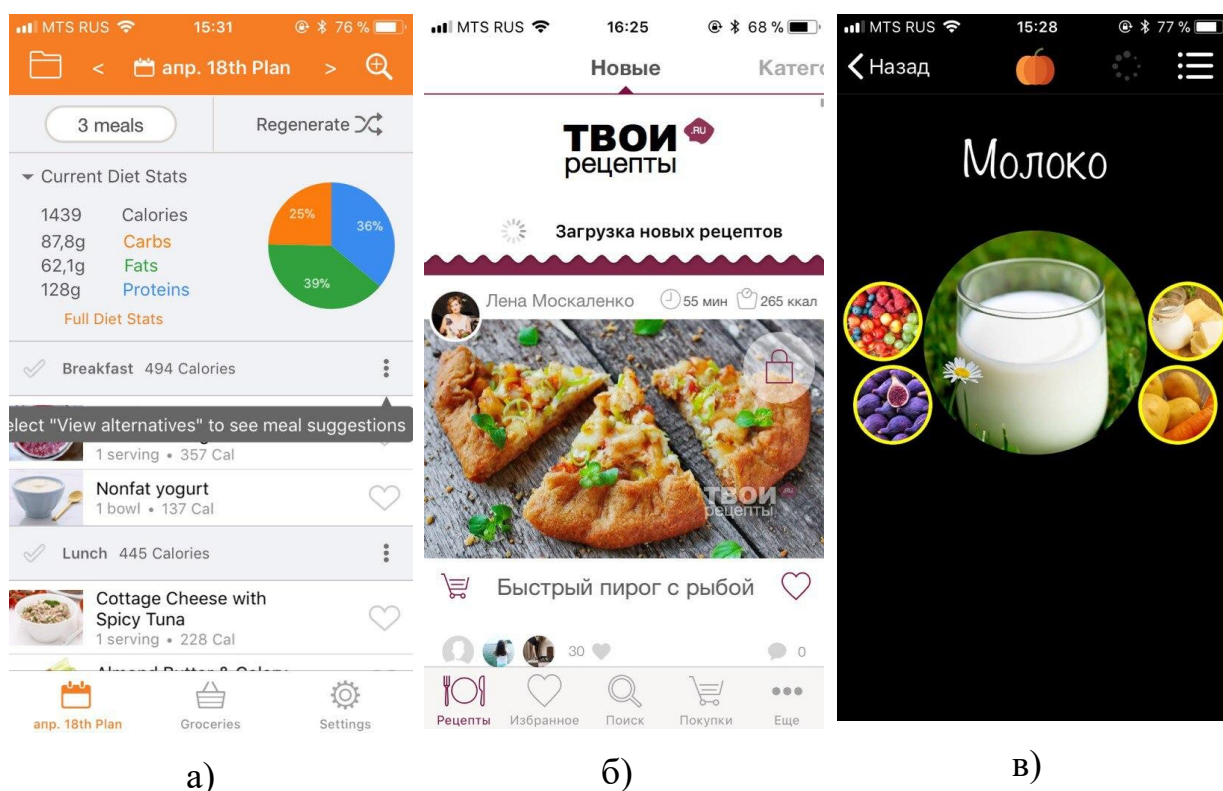 MTS RUS 15:31 76 %
< апр. 18th Plan >
3 meals Regenerate
Current Diet Stats
1439 Calories
87,8g Carbs
62,1g Fats
128g Proteins
Full Diet Stats
25%
36%
39%
Breakfast 494 Calories
elect "View alternatives" to see meal suggestions
1 serving • 357 Cal
Nonfat yogurt
1 bowl • 137 Cal
Lunch 445 Calories
Cottage Cheese with
Spicy Tuna
1 serving • 228 Cal
Almond Butter & Celery
апр. 18th Plan Groceries Settings
а)
MTS RUS 16:25 68 %
Новые Катего
ТВОИ .RU
рецепты
Загрузка новых рецептов
Лена Москаленко 55 мин 265 ккал
ТВОИ .RU
рецепты
Быстрый пирог с рыбой
30 0
Рецепты Избранное Поиск Покупки Еще
б)
MTS RUS 15:28 77 %
Назад
Молоко
в)